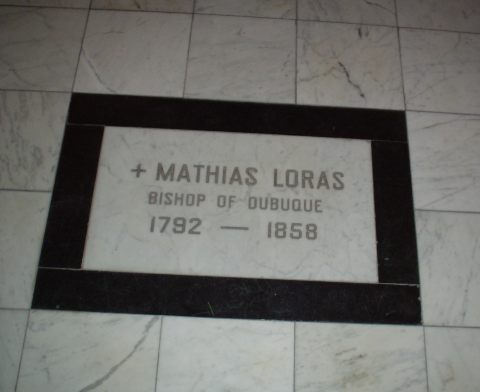 + MATHIAS LORAS
BISHOP OF DUBUQUE
1792 — 1858